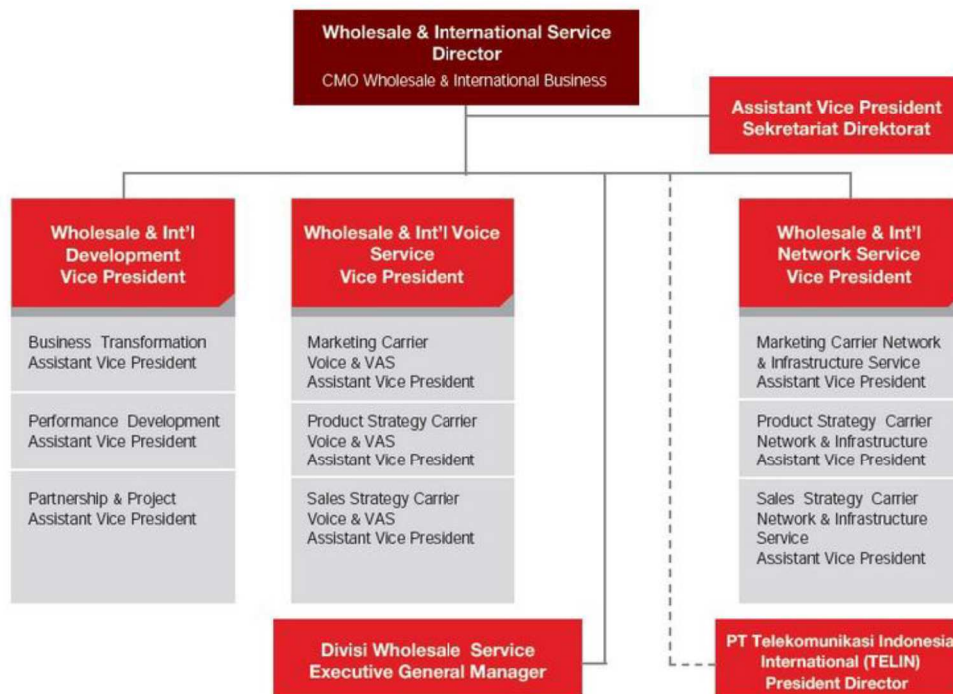 Wholesale & International Service
Director
CMO Wholesale & International Business
Assistant Vice President
Sekretariat Direktorat
Wholesale & Int'l
Development
Vice President
Business Transformation
Assistant Vice President
Performance Development
Assistant Vice President
Partnership & Project
Assistant Vice President
Wholesale & Int'l Voice
Service
Vice President
Marketing Carrier
Voice & VAS
Assistant Vice President
Product Strategy Carrier
Voice & VAS
Assistant Vice President
Sales Strategy Carrier
Voice & VAS
Assistant Vice President
Wholesale & Int'l
Network Service
Vice President
Marketing Carrier Network
& Infrastructure Service
Assistant Vice President
Product Strategy Carrier
Network & Infrastructure
Assistant Vice President
Sales Strategy Carrier
Network & Infrastructure
Service
Assistant Vice President
Divisi Wholesale Service
Executive General Manager
PT Telekomunikasi Indonesia
International (TELIN)
President Director